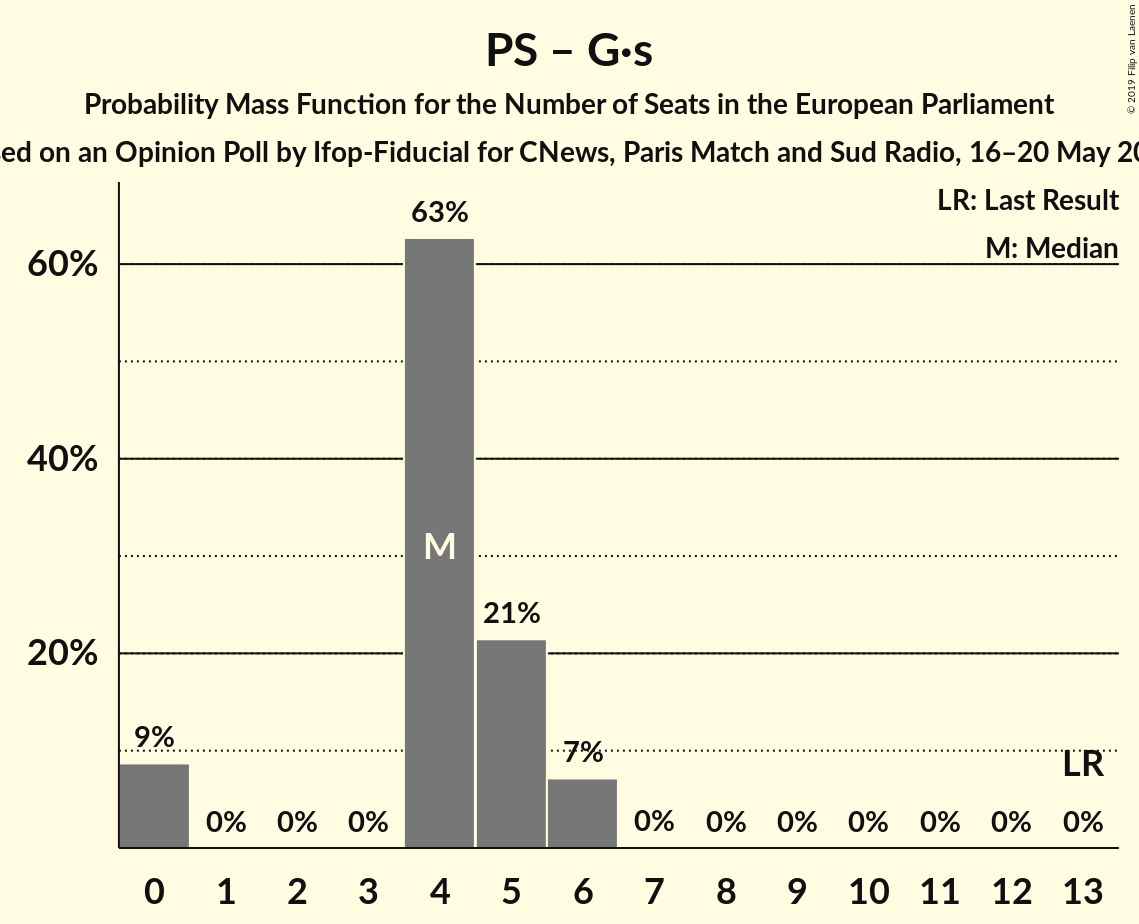 PS – G·s
Probability Mass Function for the Number of Seats in the European Parliament
on an Opinion Poll by Ifop-Fiducial for CNews, Paris Match and Sud Radio, 16–20 May
© 2019 Filip van Laenen
LR: Last Result
M: Median
60%
40%
20%
63%
M
21%
9%
7%
LR
0% 0% 0% 0% 0% 0% 0% 0% 0% 0%
0 1 2 3 4 5 6 7 8 9 10 11 12 13